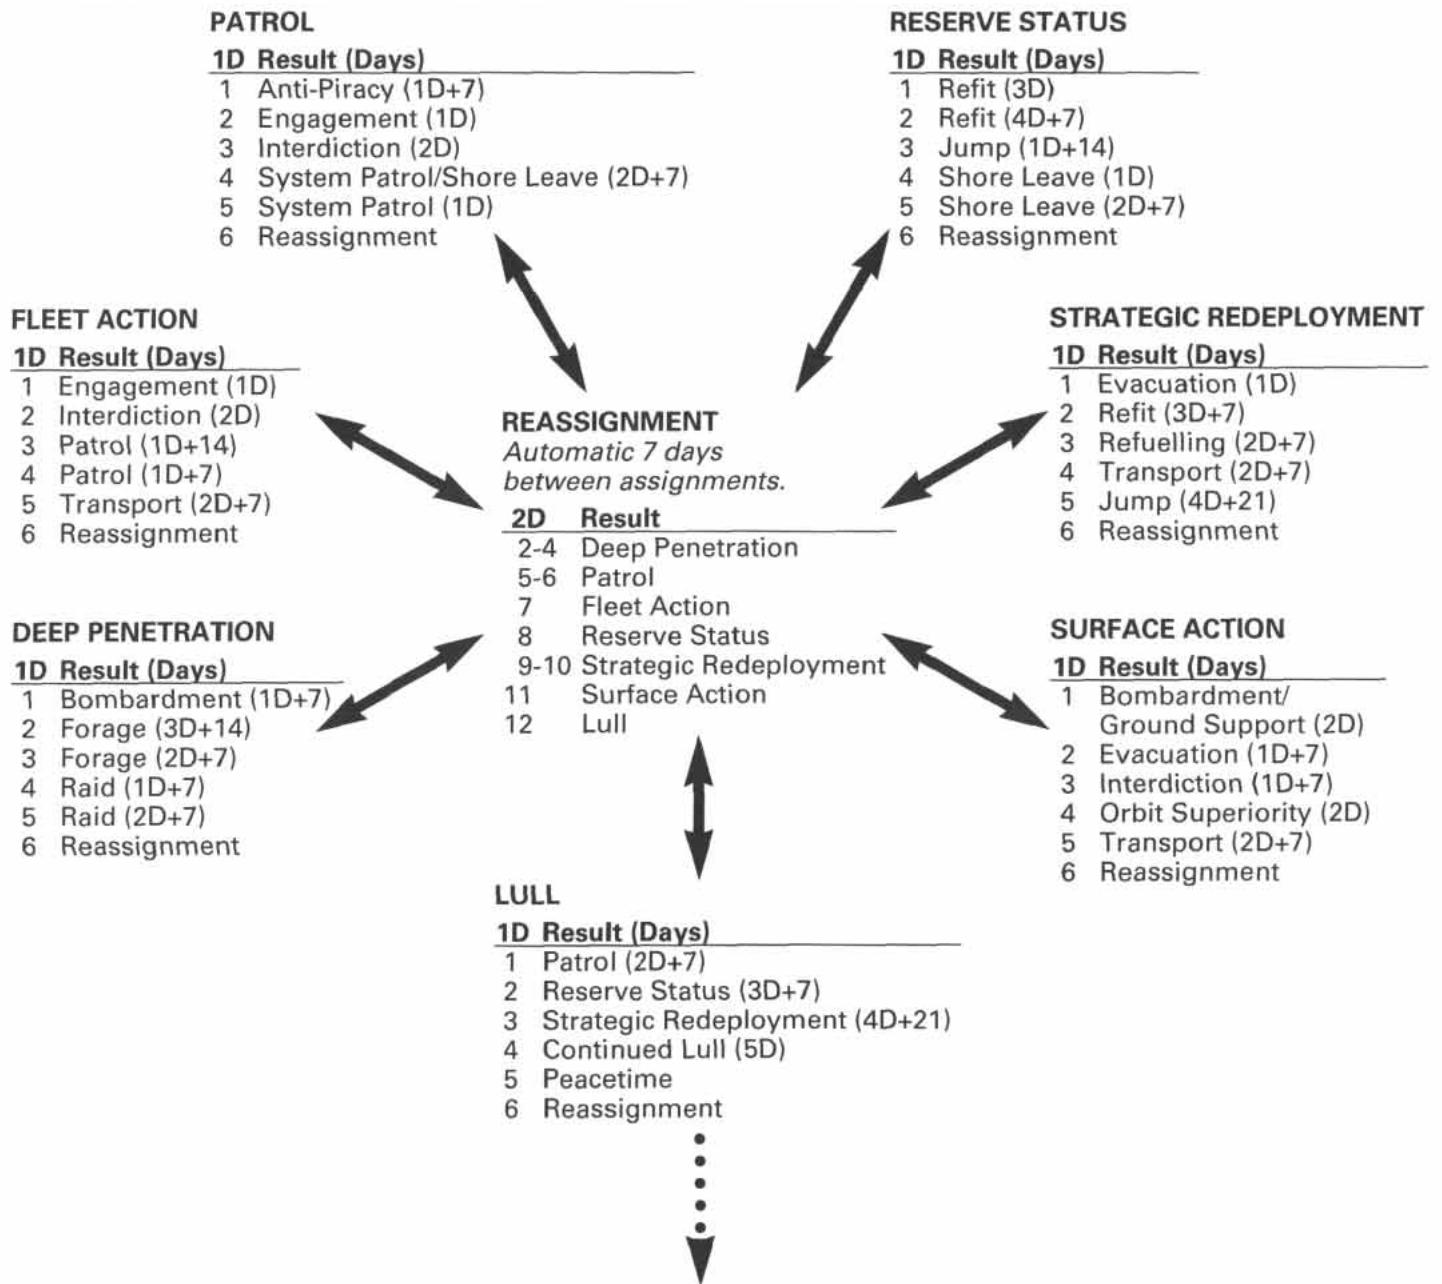 PATROL
1D Result (Days)
1 Anti-Piracy (1D+7)
2 Engagement (1D)
3 Interdiction (2D)
4 System Patrol/Shore Leave (2D+7)
5 System Patrol (1D)
6 Reassignment
RESERVE STATUS
1D Result (Days)
1 Refit (3D)
2 Refit (4D+7)
3 Jump (1D+14)
4 Shore Leave (1D)
5 Shore Leave (2D+7)
6 Reassignment
FLEET ACTION
1D Result (Days)
1 Engagement (1D)
2 Interdiction (2D)
3 Patrol (1D+14)
4 Patrol (1D+7)
5 Transport (2D+7)
6 Reassignment
REASSIGNMENT
Automatic 7 days
between assignments.
2D Result
2-4 Deep Penetration
5-6 Patrol
7 Fleet Action
8 Reserve Status
9-10 Strategic Redeployment
11 Surface Action
12 Lull
STRATEGIC REDEPLOYMENT
1D Result (Days)
1 Evacuation (1D)
2 Refit (3D+7)
3 Refuelling (2D+7)
4 Transport (2D+7)
5 Jump (4D+21)
6 Reassignment
DEEP PENETRATION
1D Result (Days)
1 Bombardment (1D+7)
2 Forage (3D+14)
3 Forage (2D+7)
4 Raid (1D+7)
5 Raid (2D+7)
6 Reassignment
SURFACE ACTION
1D Result (Days)
1 Bombardment/
Ground Support (2D)
2 Evacuation (1D+7)
3 Interdiction (1D+7)
4 Orbit Superiority (2D)
5 Transport (2D+7)
6 Reassignment
LULL
1D Result (Days)
1 Patrol (2D+7)
2 Reserve Status (3D+7)
3 Strategic Redeployment (4D+21)
4 Continued Lull (5D)
5 Peacetime
6 Reassignment